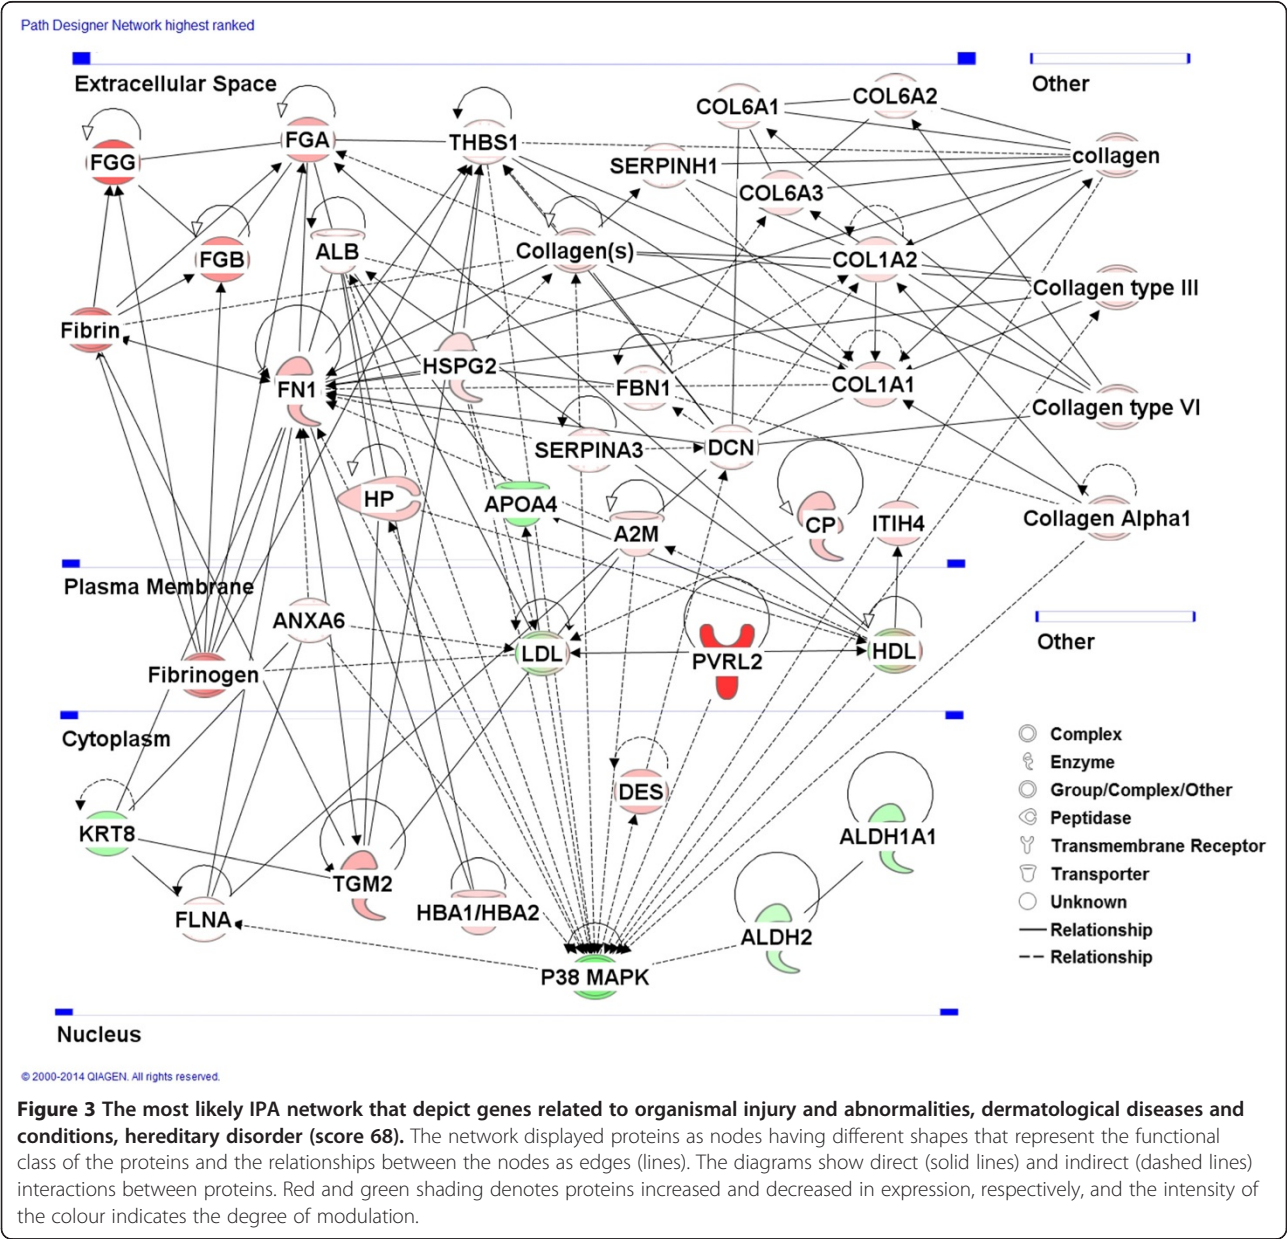 Path Designer Network highest ranked
Extracellular Space
Other
COL6A1
COL6A2
FGA
THBS1
FGG
SERPINH1
collagen
COL6A3
FGB
ALB
Collagen(s)
COL1A2
Collagen type III
Fibrin
FN1
HSPG2
FBN1
COL1A1
Collagen type VI
SERPINA3
DCN
HP
APOA4
A2M
CP
ITIH4
Collagen Alpha1
Plasma Membrane
ANXA6
Other
Fibrinogen
LDL
PVRL2
HDL
Cytoplasm
Complex
Enzyme
Group/Complex/Other
Peptidase
Transmembrane Receptor
Transporter
Unknown
Relationship
Relationship
DES
KRT8
ALDH1A1
TGM2
FLNA
HBA1/HBA2
ALDH2
P38 MAPK
Nucleus
© 2000-2014 QIAGEN. All rights reserved.
Figure 3 The most likely IPA network that depict genes related to organismal injury and abnormalities, dermatological diseases and
conditions, hereditary disorder (score 68). The network displayed proteins as nodes having different shapes that represent the functional
class of the proteins and the relationships between the nodes as edges (lines). The diagrams show direct (solid lines) and indirect (dashed lines)
interactions between proteins. Red and green shading denotes proteins increased and decreased in expression, respectively, and the intensity of
the colour indicates the degree of modulation.